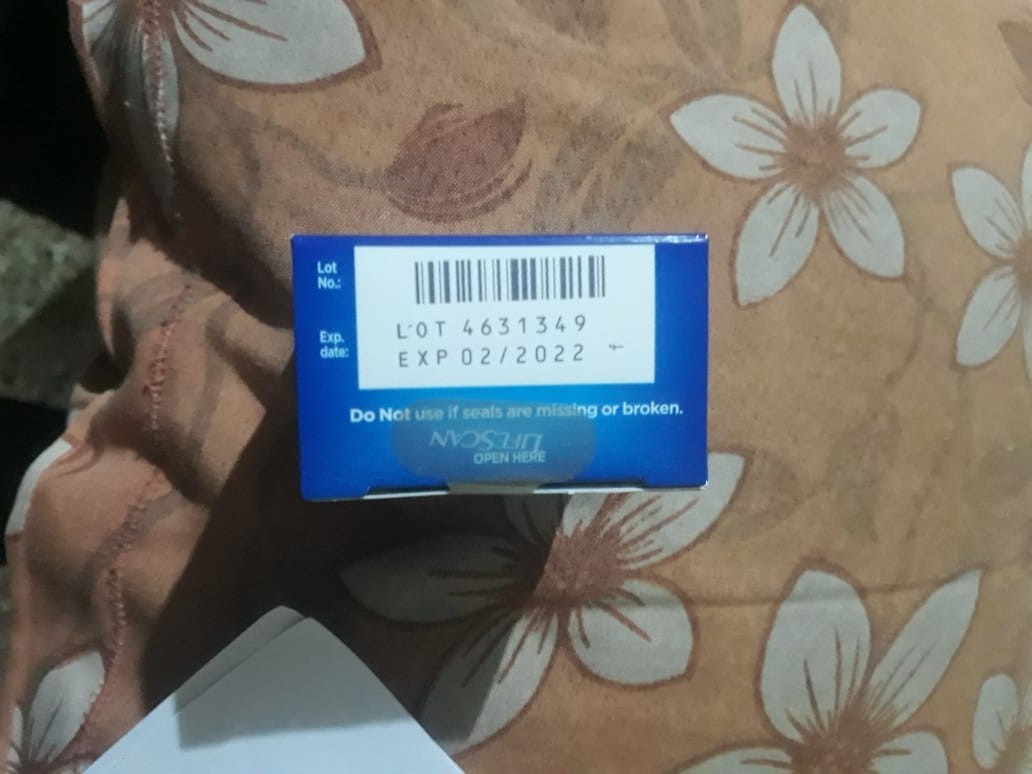 Lot
No.:
LOT 4631349
Exp.
date:
EXP 02/2022
Do Not use if seals are missing or broken.
LIFESCAN
OPEN HERE